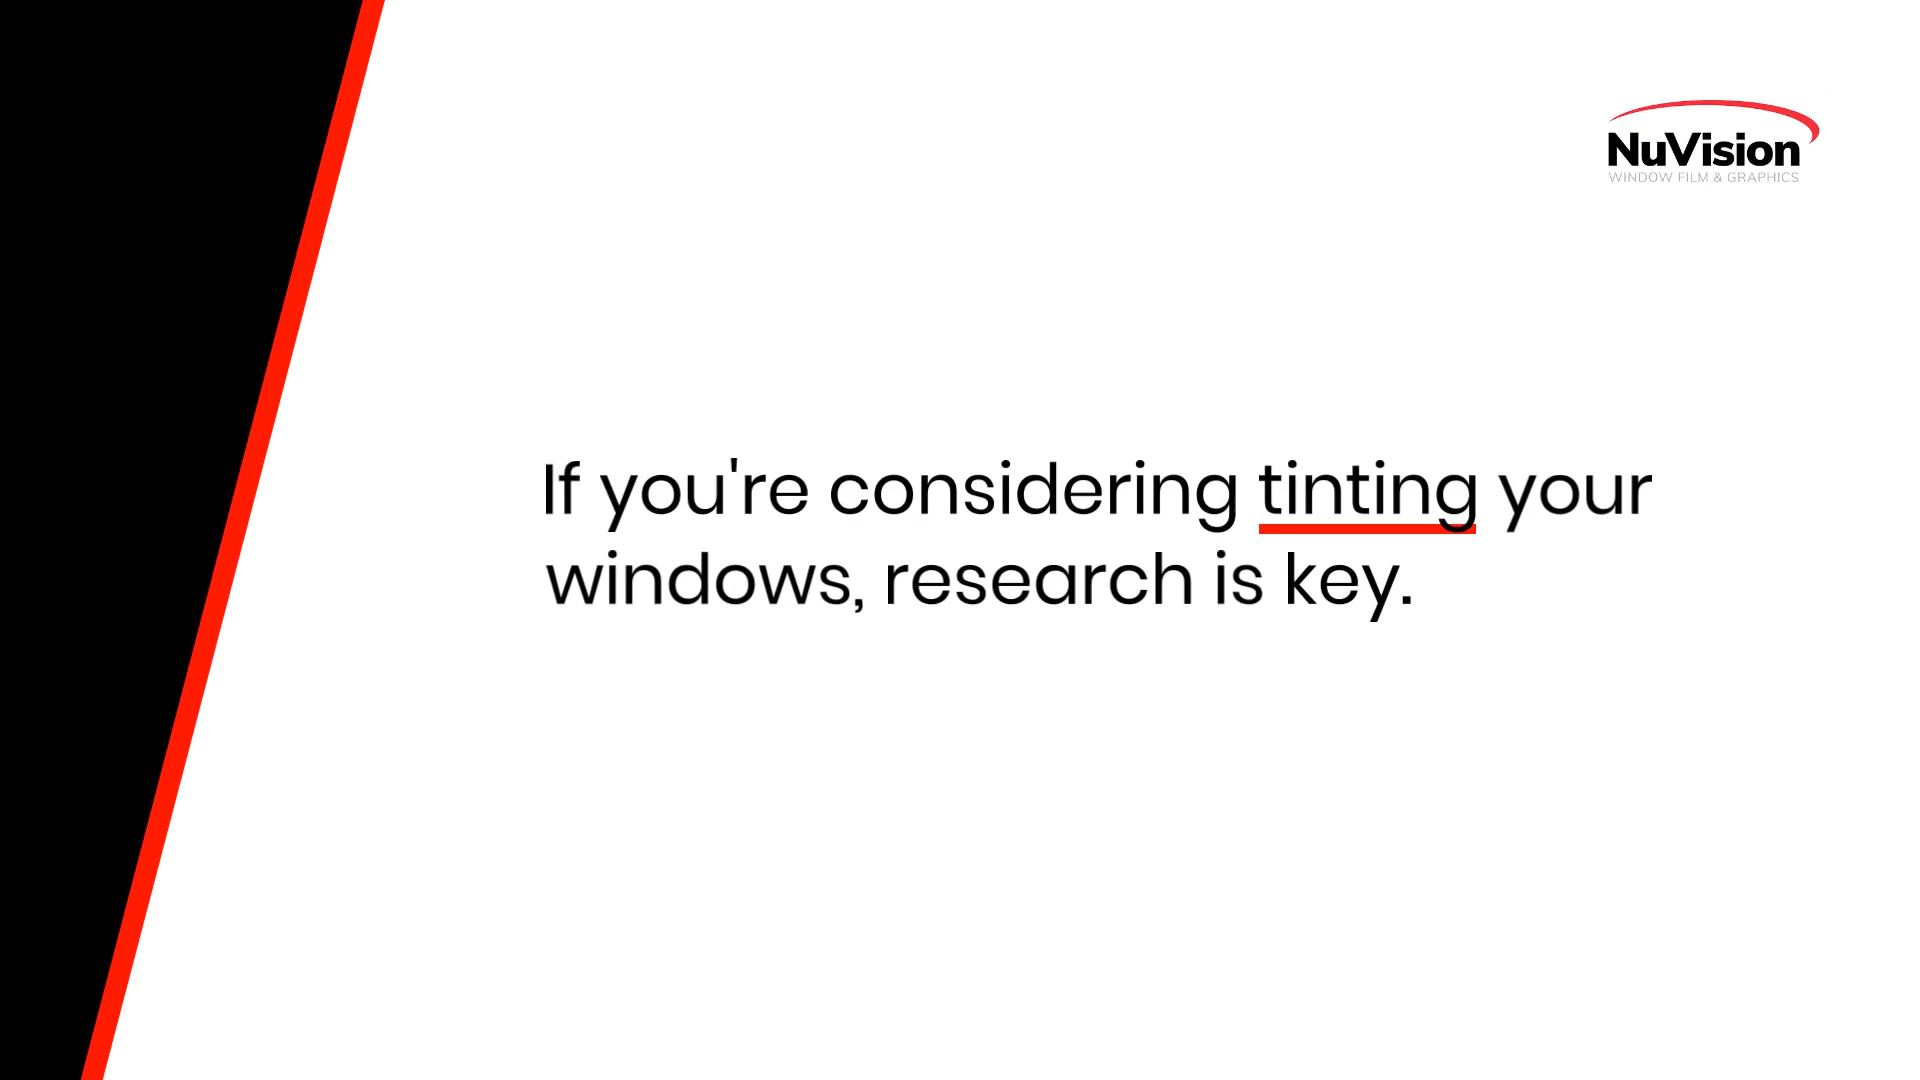 NuVision
WINDOW FILM & GRAPHICS
If you're considering tinting your
windows, research is key.